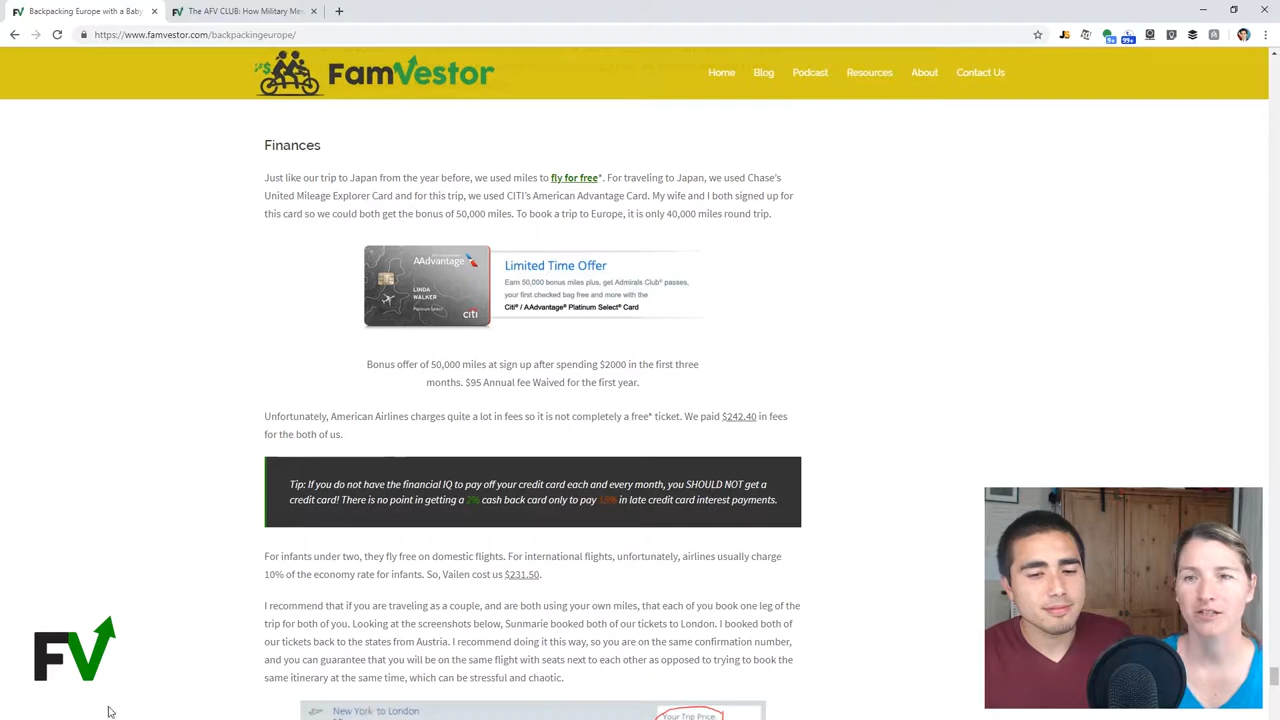 Backpacking Europe with a Baby
The AFV CLUB: How Military Me
https://www.famvestor.com/backpackingeurope/
FamVestor
Home Blog Podcast Resources About Contact Us
Finances
Just like our trip to Japan from the year before, we used miles to fly for free*. For traveling to Japan, we used Chase's
United Mileage Explorer Card and for this trip, we used CITI's American Advantage Card. My wife and I both signed up for
this card so we could both get the bonus of 50,000 miles. To book a trip to Europe, it is only 40,000 miles round trip.
AAdvantage
LINDA
WALKER
Platinum Select
citi
Limited Time Offer
Earn 50,000 bonus miles plus, get Admirals Club® passes,
your first checked bag free and more with the
Citi® / AAdvantage® Platinum Select® Card
Bonus offer of 50,000 miles at sign up after spending $2000 in the first three
months. $95 Annual fee Waived for the first year.
Unfortunately, American Airlines charges quite a lot in fees so it is not completely a free* ticket. We paid $242.40 in fees
for the both of us.
Tip: If you do not have the financial IQ to pay off your credit card each and every month, you SHOULD NOT get a
credit card! There is no point in getting a 2% cash back card only to pay 15% in late credit card interest payments.
For infants under two, they fly free on domestic flights. For international flights, unfortunately, airlines usually charge
10% of the economy rate for infants. So, Vailen cost us $231.50.
I recommend that if you are traveling as a couple, and are both using your own miles, that each of you book one leg of the
trip for both of you. Looking at the screenshots below, Sunmarie booked both of our tickets to London. I booked both of
our tickets back to the states from Austria. I recommend doing it this way, so you are on the same confirmation number,
and you can guarantee that you will be on the same flight with seats next to each other as opposed to trying to book the
same itinerary at the same time, which can be stressful and chaotic.
New York to London
Your Trip Price
FV